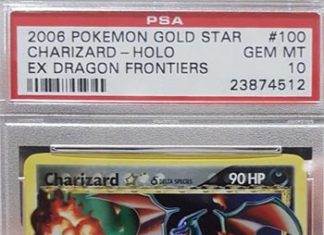 PSA
2006 POKEMON GOLD STAR #100
CHARIZARD-HOLO GEM MT
EX DRAGON FRONTIERS 10
23874512
Charizard ☆ δ DELTA SPECIES 90 HP